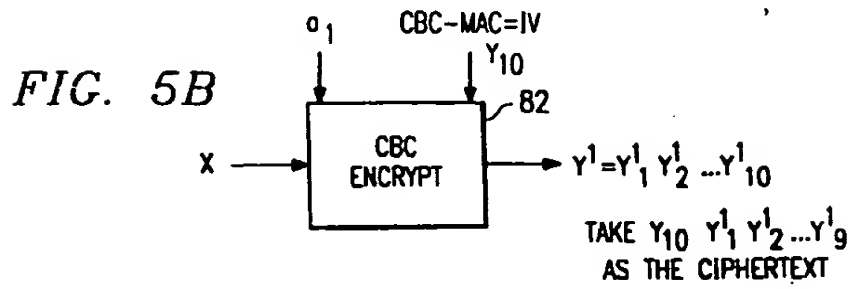 a₁
CBC-MAC=IV
Y₁₀
FIG. 5B
82
X
CBC
ENCRYPT
Y¹=Y¹₁ Y¹₂ ...Y¹₁₀
TAKE Y₁₀ Y¹₁ Y¹₂...Y¹₉
AS THE CIPHERTEXT